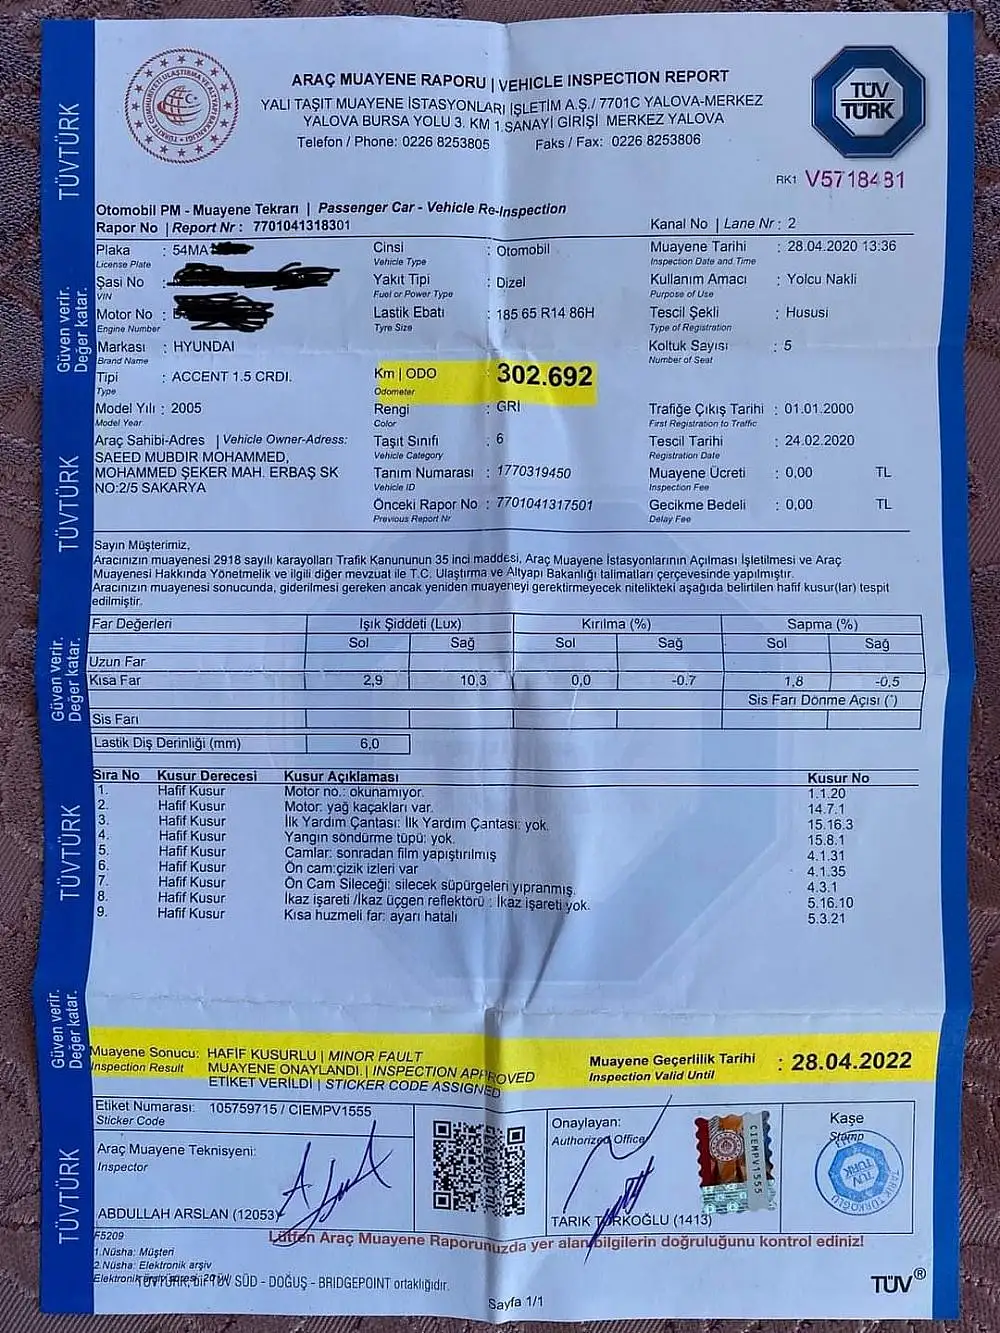 ARAÇ MUAYENE RAPORU | VEHICLE INSPECTION REPORT
YALI TAŞIT MUAYENE İSTASYONLARI İŞLETİM A.Ş./ 7701C YALOVA-MERKEZ
YALOVA BURSA YOLU 3. KM 1.SANAYİ GİRİŞİ MERKEZ YALOVA
Telefon / Phone: 0226 8253805 Faks / Fax: 0226 8253806
TÜV
TÜRK
RK1 V5718481
Otomobil PM - Muayene Tekrarı | Passenger Car - Vehicle Re-Inspection
Rapor No | Report Nr : 7701041318301 Kanal No | Lane Nr : 2
Plaka : 54MA Cinsi : Otomobil Muayene Tarihi : 28.04.2020 13:36
License Plate Vehicle Type Inspection Date and Time
Şasi No : Yakıt Tipi : Dizel Kullanım Amacı : Yolcu Nakli
VIN Fuel or Power Type Purpose of Use
Motor No : Lastik Ebatı : 185 65 R14 86H Tescil Şekli : Hususi
Engine Number Tyre Size Type of Registration
Markası : HYUNDAI Koltuk Sayısı : 5
Brand Name Number of Seat
Tipi : ACCENT 1.5 CRDI. Km | ODO 302.692
Type Odometer
Model Yılı : 2005 Rengi : GRİ Trafiğe Çıkış Tarihi : 01.01.2000
Model Year Color First Registration to Traffic
Araç Sahibi-Adres | Vehicle Owner-Adress: Taşıt Sınıfı : 6 Tescil Tarihi : 24.02.2020
Vehicle Category Registration Date
SAEED MUBDIR MOHAMMED,
MOHAMMED ŞEKER MAH. ERBAŞ SK Tanım Numarası : 1770319450 Muayene Ücreti : 0,00 TL
Vehicle ID Inspection Fee
NO:2/5 SAKARYA
Önceki Rapor No : 7701041317501 Gecikme Bedeli : 0,00 TL
Previous Report Nr Delay Fee
Sayın Müşterimiz,
Aracınızın muayenesi 2918 sayılı karayolları Trafik Kanununun 35 inci maddesi, Araç Muayene İstasyonlarının Açılması İşletilmesi ve Araç
Muayenesi Hakkında Yönetmelik ve ilgili diğer mevzuat ile T.C. Ulaştırma ve Altyapı Bakanlığı talimatları çerçevesinde yapılmıştır.
Aracınızın muayenesi sonucunda, giderilmesi gereken ancak yeniden muayeneyi gerektirmeyecek nitelikteki aşağıda belirtilen hafif kusur(lar) tespit
edilmiştir.
Far Değerleri Işık Şiddeti (Lux) Kırılma (%) Sapma (%)
Sol Sağ Sol Sağ Sol Sağ
Uzun Far
Kısa Far 2,9 10,3 0,0 -0.7 1,8 -0,5
Sis Farı Dönme Açısı (°)
Sis Farı
Lastik Diş Derinliği (mm) 6,0
Sıra No Kusur Derecesi Kusur Açıklaması Kusur No
1. Hafif Kusur Motor no.: okunamıyor. 1.1.20
2. Hafif Kusur Motor: yağ kaçakları var. 14.7.1
3. Hafif Kusur İlk Yardım Çantası: İlk Yardım Çantası: yok. 15.16.3
4. Hafif Kusur Yangın söndürme tüpü: yok. 15.8.1
5. Hafif Kusur Camlar: sonradan film yapıştırılmış 4.1.31
6. Hafif Kusur Ön cam:çizik izleri var 4.1.35
7. Hafif Kusur Ön Cam Sileceği: silecek süpürgeleri yıpranmış. 4.3.1
8. Hafif Kusur İkaz işareti /İkaz üçgen reflektörü : İkaz işareti yok. 5.16.10
9. Hafif Kusur Kısa huzmeli far: ayarı hatalı 5.3.21
Muayene Sonucu: HAFİF KUSURLU | MINOR FAULT
Inspection Result MUAYENE ONAYLANDI. | INSPECTION APPROVED
ETİKET VERİLDİ | STICKER CODE ASSIGNED
Muayene Geçerlilik Tarihi : 28.04.2022
Inspection Valid Until
Etiket Numarası: 105759715 / CIEMPV1555
Sticker Code
Araç Muayene Teknisyeni:
Inspector
ABDULLAH ARSLAN (12053)
Onaylayan:
Authorized Officer
TARIK TÜRKOĞLU (1413)
CIEMPV1555
Kaşe
Stamp
TÜV
TÜRK
F5209
Lütfen Araç Muayene Raporunuzda yer alan bilgilerin doğruluğunu kontrol ediniz!
1.Nüsha: Müşteri
2.Nüsha: Elektronik arşiv
TÜVTÜRK, bir TÜV SÜD - DOĞUŞ - BRIDGEPOINT ortaklığıdır.
TÜV®
Sayfa 1/1
TÜVTÜRK
Güven verir.
Değer katar.
TÜVTÜRK
Güven verir.
Değer katar.
TÜVTÜRK
Güven verir.
Değer katar.
TÜVTÜRK